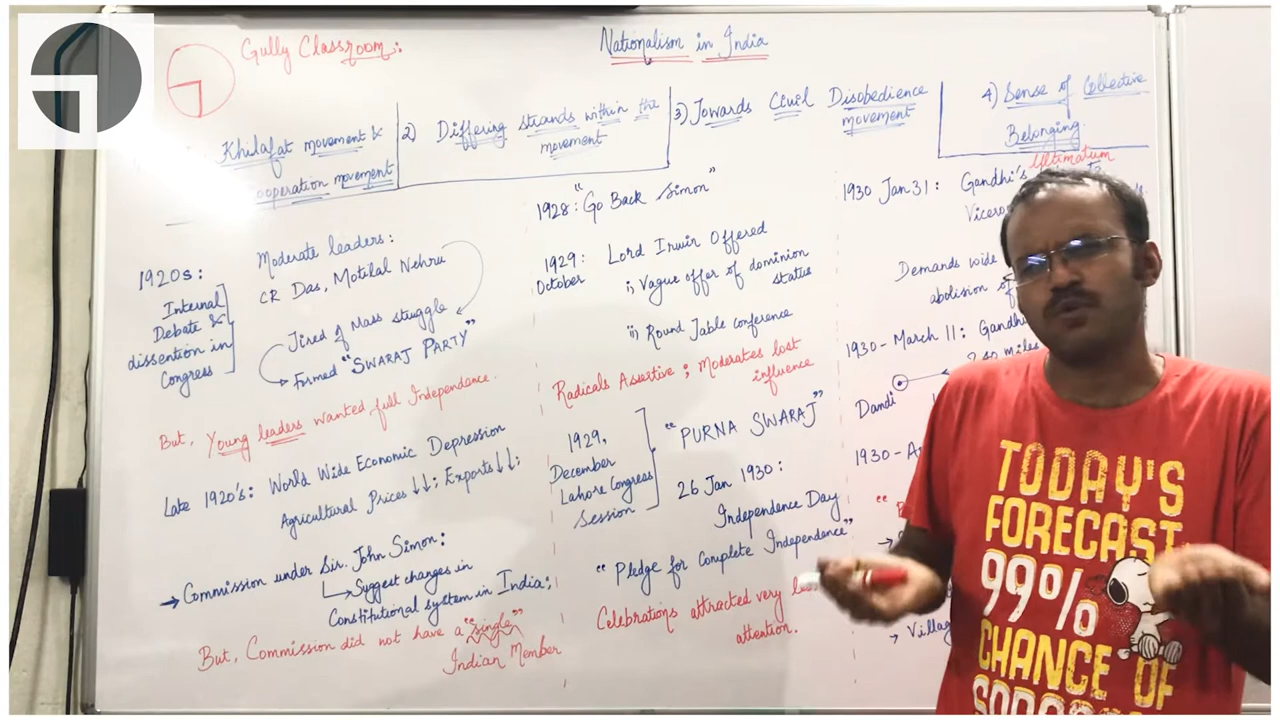 Gully Classroom:
Nationalism in India
Khilafat movement &
ooperation movement
2) Differing strands within the
movement
3) Towards Civil Disobedience
movement
4) Sense of Collective
Belonging
1920s:
Internal
Debate &
dissention in
Congress
Moderate leaders:
CR Das, Motilal Nehru
Tired of Mass struggle
Formed "SWARAJ PARTY"
But, Young leaders wanted full Independence.
Late 1920's: World Wide Economic Depression
Agricultural Prices ↓↓; Exports ↓↓;
→ Commission under Sir. John Simon:
Suggest changes in
Constitutional system in India;
But, Commission did not have a "single"
Indian Member
1928: "Go Back Simon"
1929: Lord Irwin Offered
October
i) Vague offer of dominion
status
ii) Round Table conference
Radicals Assertive; Moderates lost
influence
1929,
December
Lahore Congress
Session
"PURNA SWARAJ"
26 Jan 1930:
Independence Day
"Pledge for Complete Independence"
Celebrations attracted very
attention.
Ultimatum
1930 Jan 31: Gandhi's
Demands wide
abolision of
1930-March 11:
Dandi
1930-
TODAY'S
FORECAST
99%
CHANCE OF